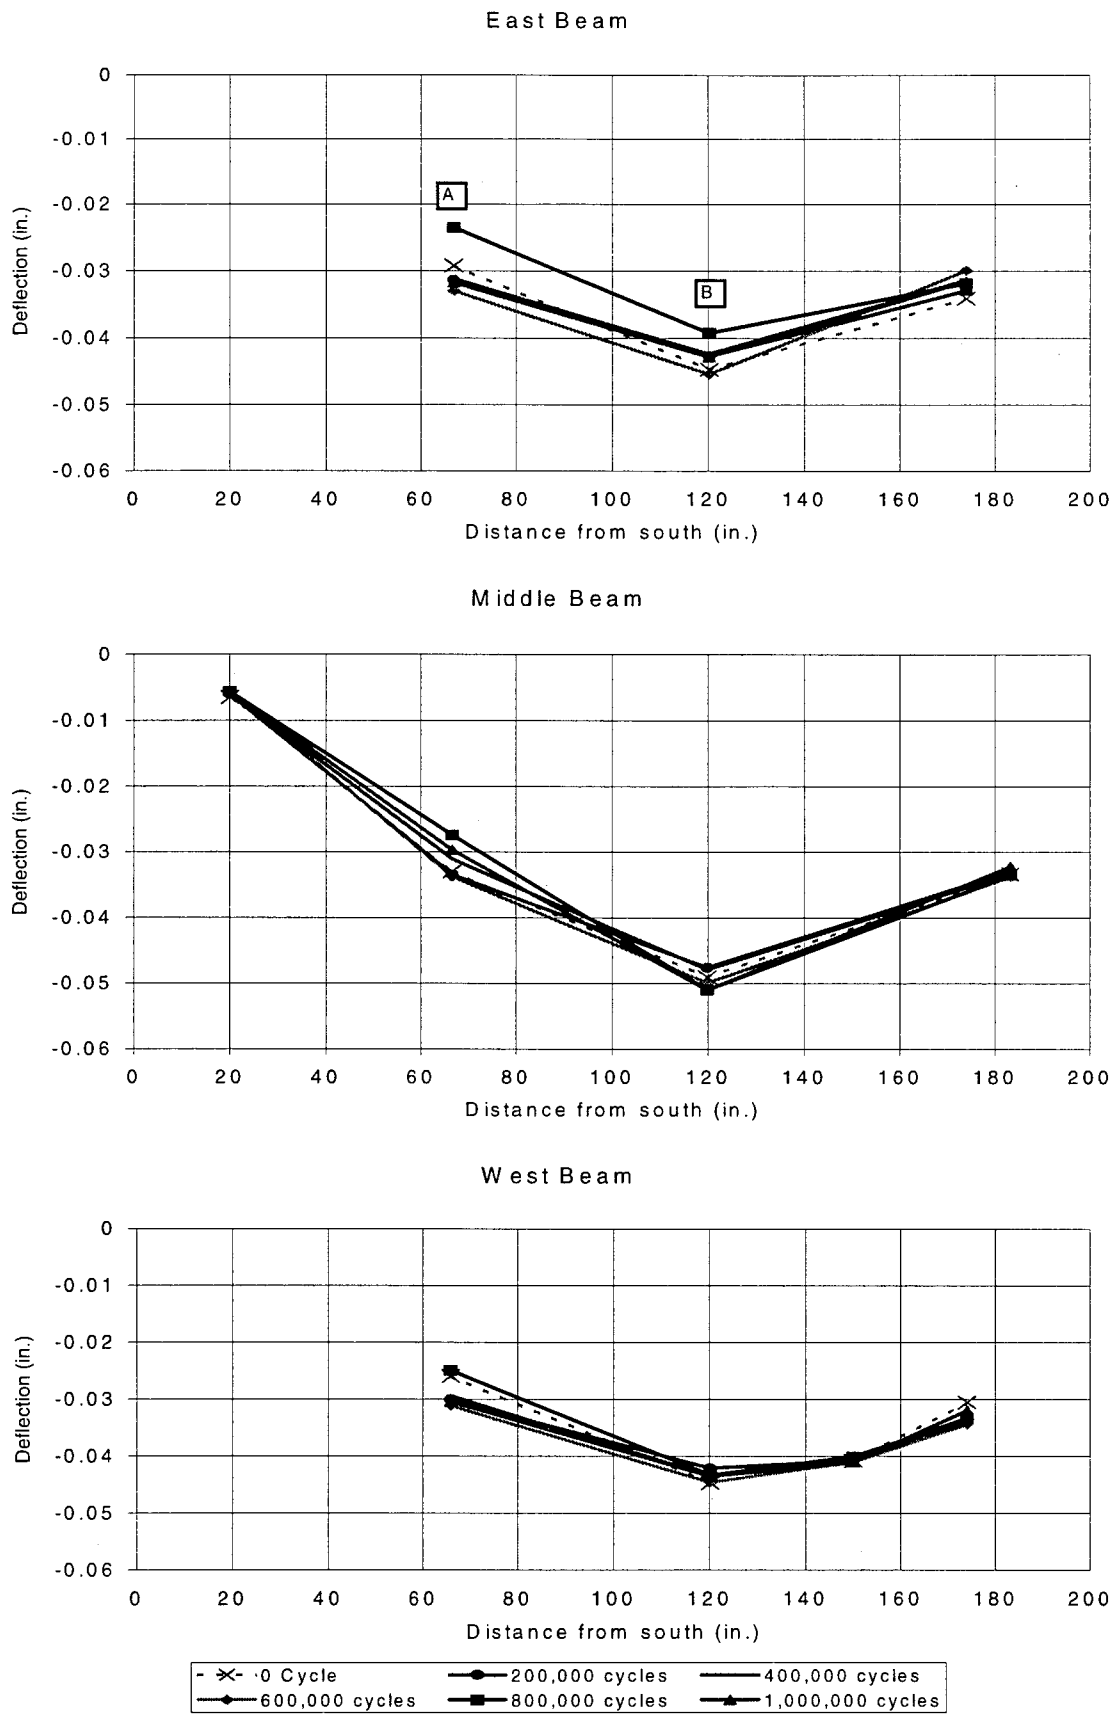 East Beam
0
-0.01
-0.02
-0.03
-0.04
-0.05
-0.06
Deflection (in.)
A
B
0 20 40 60 80 100 120 140 160 180 200
Distance from south (in.)
Middle Beam
0
-0.01
-0.02
-0.03
-0.04
-0.05
-0.06
Deflection (in.)
0 20 40 60 80 100 120 140 160 180 200
Distance from south (in.)
West Beam
0
-0.01
-0.02
-0.03
-0.04
-0.05
-0.06
Deflection (in.)
0 20 40 60 80 100 120 140 160 180 200
Distance from south (in.)
0 Cycle 200,000 cycles 400,000 cycles
600,000 cycles 800,000 cycles 1,000,000 cycles